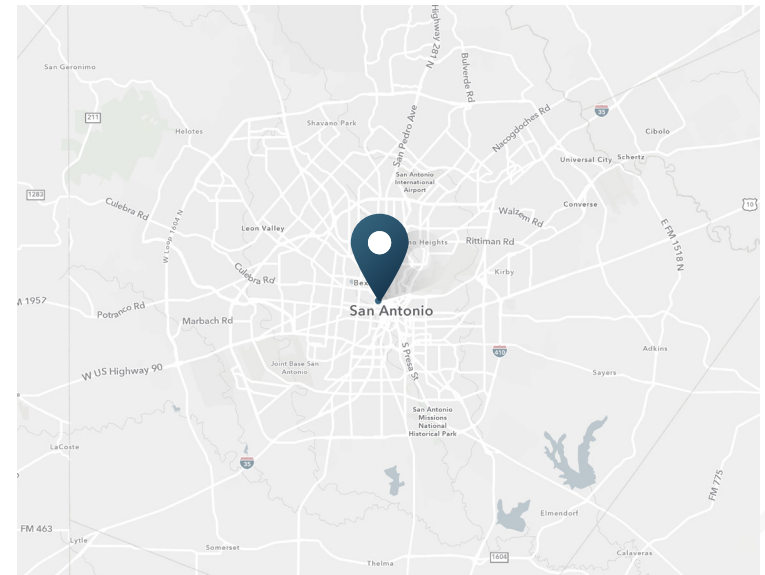 Highway 281 N
Bulverde Rd
San Geronimo
211
35
Shavano Park
Helotes
San Pedro Ave
Nacogdoches Rd
Cibolo
Universal City
Schertz
San Antonio
International
Airport
1283
Culebra Rd
Converse
10
Walzem Rd
W Loop 1604 N
Leon Valley
Rittiman Rd
E FM 1518 N
Culebra Rd
Kirby
1957
Potranco Rd
San Antonio
Marbach Rd
S Presa St
410
Adkins
W US Highway 90
Joint Base San
Antonio
Sayers
San Antonio
Missions
National
Historical Park
LaCoste
35
FM 775
Elmendorf
FM 463
Lytle
Somerset
1604
Calaveras
Thelma